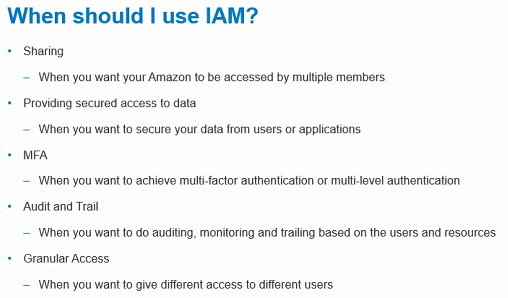 When should I use IAM?
• Sharing
– When you want your Amazon to be accessed by multiple members
• Providing secured access to data
– When you want to secure your data from users or applications
• MFA
– When you want to achieve multi-factor authentication or multi-level authentication
• Audit and Trail
– When you want to do auditing, monitoring and trailing based on the users and resources
• Granular Access
– When you want to give different access to different users